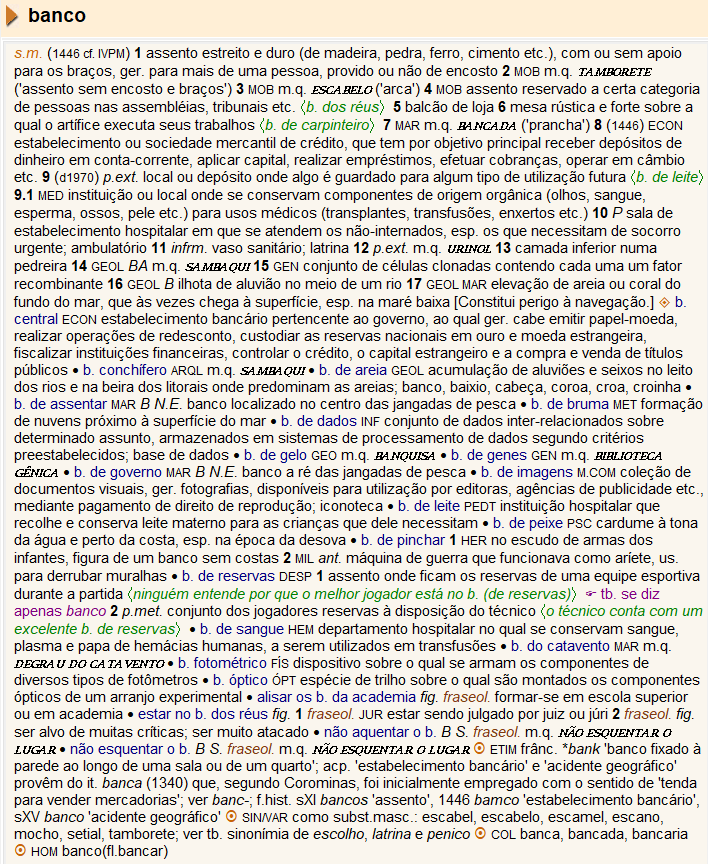 banco
s.m. (1446 cf. IVPM) 1 assento estreito e duro (de madeira, pedra, ferro, cimento etc.), com ou sem apoio
para os braços, ger. para mais de uma pessoa, provido ou não de encosto 2 MOB m.q. TAMBORETE
('assento sem encosto e braços') 3 MOB m.q. ESCABELO ('arca') 4 MOB assento reservado a certa categoria
de pessoas nas assembléias, tribunais etc. 〈b. dos réus〉 5 balcão de loja 6 mesa rústica e forte sobre a
qual o artífice executa seus trabalhos 〈b. de carpinteiro〉 7 MAR m.q. BANCADA ('prancha') 8 (1446) ECON
estabelecimento ou sociedade mercantil de crédito, que tem por objetivo principal receber depósitos de
dinheiro em conta-corrente, aplicar capital, realizar empréstimos, efetuar cobranças, operar em câmbio
etc. 9 (d1970) p.ext. local ou depósito onde algo é guardado para algum tipo de utilização futura 〈b. de leite〉
9.1 MED instituição ou local onde se conservam componentes de origem orgânica (olhos, sangue,
esperma, ossos, pele etc.) para usos médicos (transplantes, transfusões, enxertos etc.) 10 P sala de
estabelecimento hospitalar em que se atendem os não-internados, esp. os que necessitam de socorro
urgente; ambulatório 11 infrm. vaso sanitário; latrina 12 p.ext. m.q. URINOL 13 camada inferior numa
pedreira 14 GEOL BA m.q. SAMBAQUI 15 GEN conjunto de células clonadas contendo cada uma um fator
recombinante 16 GEOL B ilhota de aluvião no meio de um rio 17 GEOL MAR elevação de areia ou coral do
fundo do mar, que às vezes chega à superfície, esp. na maré baixa [Constitui perigo à navegação.] ◈ b.
central ECON estabelecimento bancário pertencente ao governo, ao qual ger. cabe emitir papel-moeda,
realizar operações de redesconto, custodiar as reservas nacionais em ouro e moeda estrangeira,
fiscalizar instituições financeiras, controlar o crédito, o capital estrangeiro e a compra e venda de títulos
públicos • b. conchífero ARQL m.q. SAMBAQUI • b. de areia GEOL acumulação de aluviões e seixos no leito
dos rios e na beira dos litorais onde predominam as areias; banco, baixio, cabeça, coroa, croa, croinha •
b. de assentar MAR B N.E. banco localizado no centro das jangadas de pesca • b. de bruma MET formação
de nuvens próximo à superfície do mar • b. de dados INF conjunto de dados inter-relacionados sobre
determinado assunto, armazenados em sistemas de processamento de dados segundo critérios
preestabelecidos; base de dados • b. de gelo GEO m.q. BANQUISA • b. de genes GEN m.q. BIBLIOTECA
GÊNICA • b. de governo MAR B N.E. banco a ré das jangadas de pesca • b. de imagens M.COM coleção de
documentos visuais, ger. fotografias, disponíveis para utilização por editoras, agências de publicidade etc.,
mediante pagamento de direito de reprodução; iconoteca • b. de leite PEDT instituição hospitalar que
recolhe e conserva leite materno para as crianças que dele necessitam • b. de peixe PSC cardume à tona
da água e perto da costa, esp. na época da desova • b. de pinchar 1 HER no escudo de armas dos
infantes, figura de um banco sem costas 2 MIL ant. máquina de guerra que funcionava como aríete, us.
para derrubar muralhas • b. de reservas DESP 1 assento onde ficam os reservas de uma equipe esportiva
durante a partida 〈ninguém entende por que o melhor jogador está no b. (de reservas)〉 ☞ tb. se diz
apenas banco 2 p.met. conjunto dos jogadores reservas à disposição do técnico 〈o técnico conta com um
excelente b. de reservas〉 • b. de sangue HEM departamento hospitalar no qual se conservam sangue,
plasma e papa de hemácias humanas, a serem utilizados em transfusões • b. do catavento MAR m.q.
DEGRAU DO CATAVENTO • b. fotométrico FÍS dispositivo sobre o qual se armam os componentes de
diversos tipos de fotômetros • b. óptico ÓPT espécie de trilho sobre o qual são montados os componentes
ópticos de um arranjo experimental • alisar os b. da academia fig. fraseol. formar-se em escola superior
ou em academia • estar no b. dos réus fig. 1 fraseol. JUR estar sendo julgado por juiz ou júri 2 fraseol. fig.
ser alvo de muitas críticas; ser muito atacado • não aquentar o b. B S. fraseol. m.q. NÃO ESQUENTAR O
LUGAR • não esquentar o b. B S. fraseol. m.q. NÃO ESQUENTAR O LUGAR ⦿ ETIM frânc. *bank 'banco fixado à
parede ao longo de uma sala ou de um quarto'; acp. 'estabelecimento bancário' e 'acidente geográfico'
provêm do it. banca (1340) que, segundo Corominas, foi inicialmente empregado com o sentido de 'tenda
para vender mercadorias'; ver banc-; f.hist. sXI bancos 'assento', 1446 bamco 'estabelecimento bancário',
sXV banco 'acidente geográfico' ⦿ SIN/VAR como subst.masc.: escabel, escabelo, escamel, escano,
mocho, setial, tamborete; ver tb. sinonímia de escolho, latrina e penico ⦿ COL banca, bancada, bancaria
⦿ HOM banco(fl.bancar)